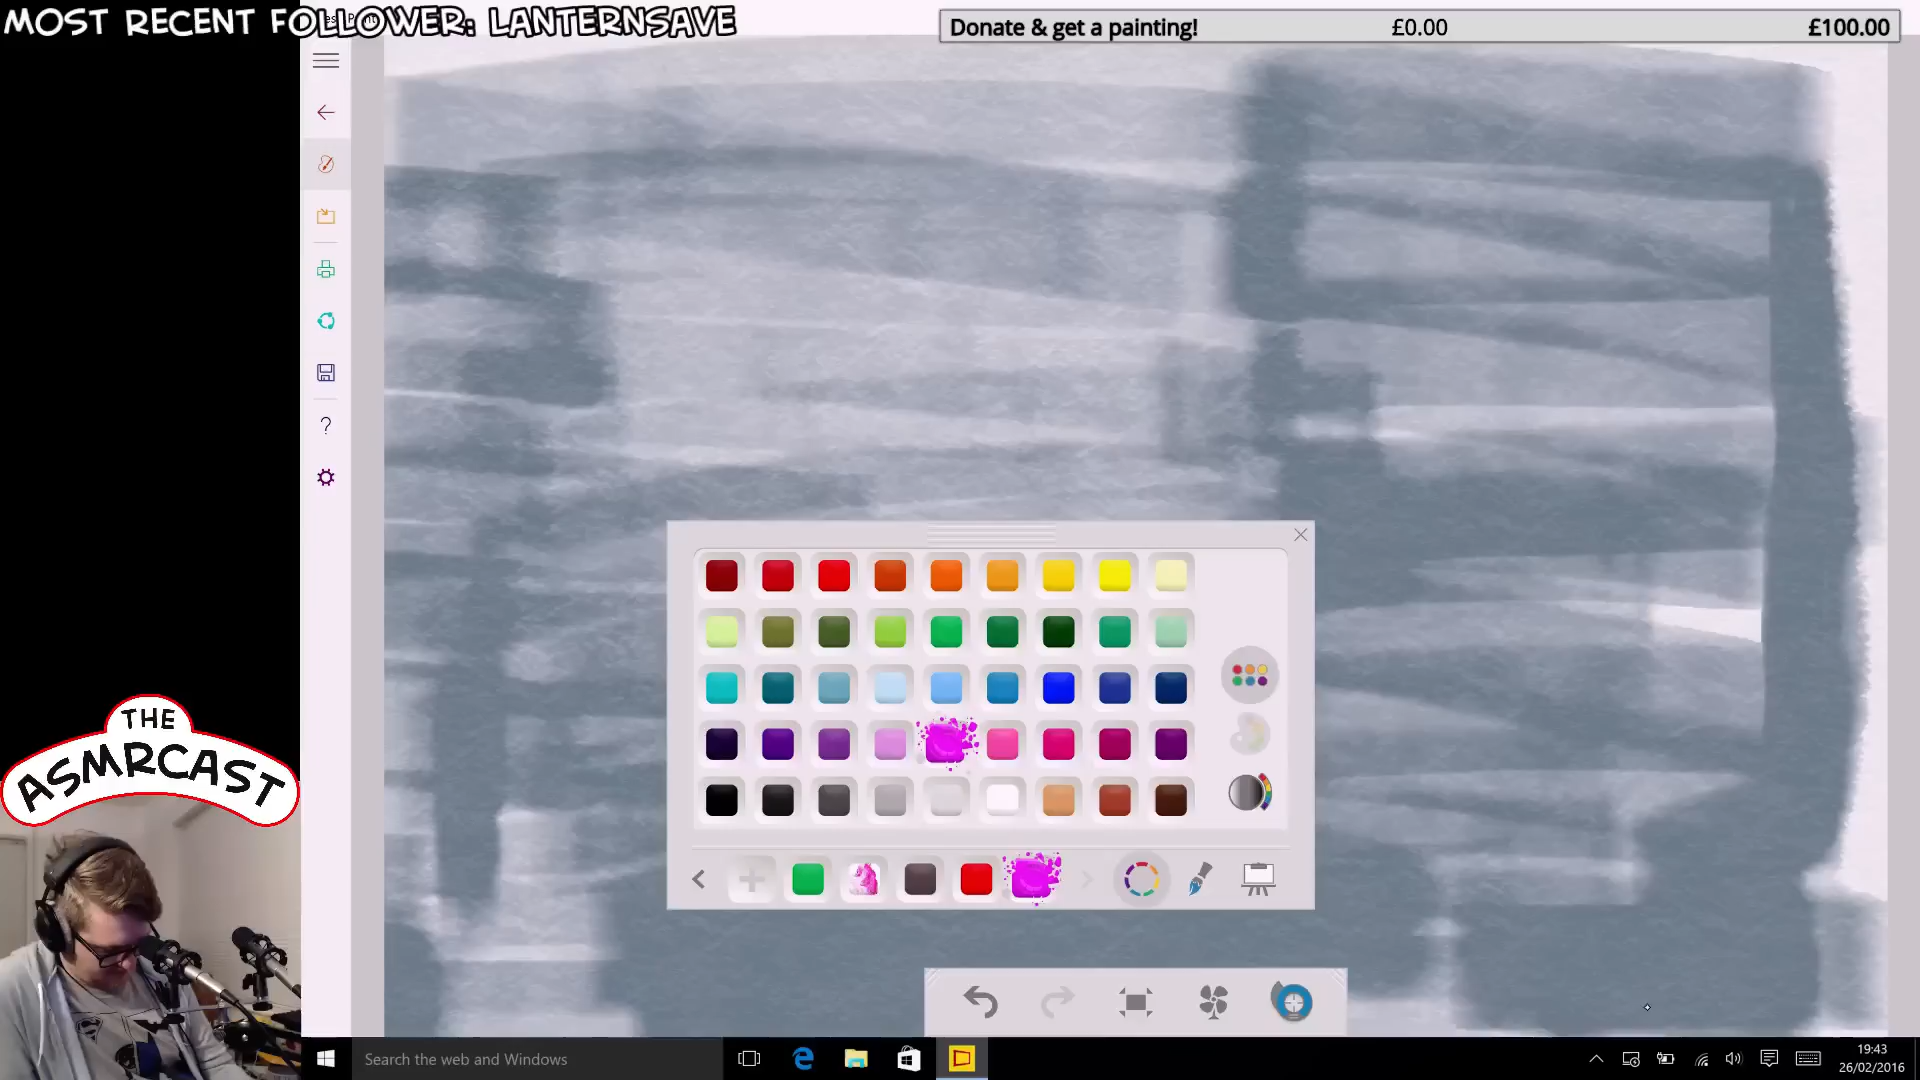 MOST RECENT FOLLOWER: LANTERNSAVE
Donate & get a painting! £0.00 £100.00
THE
ASMRCAST
Search the web and Windows
19:43
26/02/2016